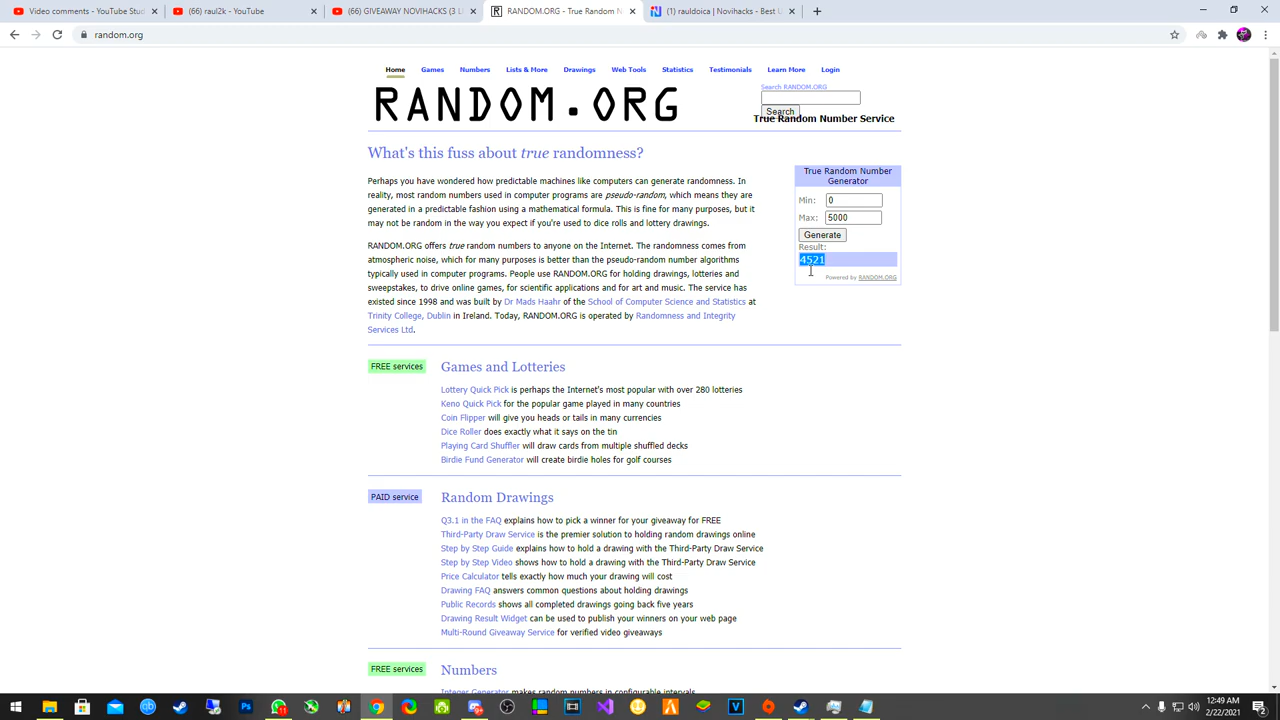 Video comments - YouTube Stud
(66) raul2k - YouTube
(66) GIVEAWAY NOVIHACKS (3 L
RANDOM.ORG - True Random Numb
(1) rauldoica | Novihacks - Best L
random.org
Home Games Numbers Lists & More Drawings Web Tools Statistics Testimonials Learn More Login
RANDOM.ORG
Search RANDOM.ORG
Search
True Random Number Service
What's this fuss about true randomness?
Perhaps you have wondered how predictable machines like computers can generate randomness. In
reality, most random numbers used in computer programs are pseudo-random, which means they are
generated in a predictable fashion using a mathematical formula. This is fine for many purposes, but it
may not be random in the way you expect if you're used to dice rolls and lottery drawings.
RANDOM.ORG offers true random numbers to anyone on the Internet. The randomness comes from
atmospheric noise, which for many purposes is better than the pseudo-random number algorithms
typically used in computer programs. People use RANDOM.ORG for holding drawings, lotteries and
sweepstakes, to drive online games, for scientific applications and for art and music. The service has
existed since 1998 and was built by Dr Mads Haahr of the School of Computer Science and Statistics at
Trinity College, Dublin in Ireland. Today, RANDOM.ORG is operated by Randomness and Integrity
Services Ltd.
True Random Number
Generator
Min: 0
Max: 5000
Generate
Result:
4521
Powered by RANDOM.ORG
FREE services
Games and Lotteries
Lottery Quick Pick is perhaps the Internet's most popular with over 280 lotteries
Keno Quick Pick for the popular game played in many countries
Coin Flipper will give you heads or tails in many currencies
Dice Roller does exactly what it says on the tin
Playing Card Shuffler will draw cards from multiple shuffled decks
Birdie Fund Generator will create birdie holes for golf courses
PAID service
Random Drawings
Q3.1 in the FAQ explains how to pick a winner for your giveaway for FREE
Third-Party Draw Service is the premier solution to holding random drawings online
Step by Step Guide explains how to hold a drawing with the Third-Party Draw Service
Step by Step Video shows how to hold a drawing with the Third-Party Draw Service
Price Calculator tells exactly how much your drawing will cost
Drawing FAQ answers common questions about holding drawings
Public Records shows all completed drawings going back five years
Drawing Result Widget can be used to publish your winners on your web page
Multi-Round Giveaway Service for verified video giveaways
FREE services
Numbers
Integer Generator makes random numbers in configurable intervals
12:49 AM
2/22/2021